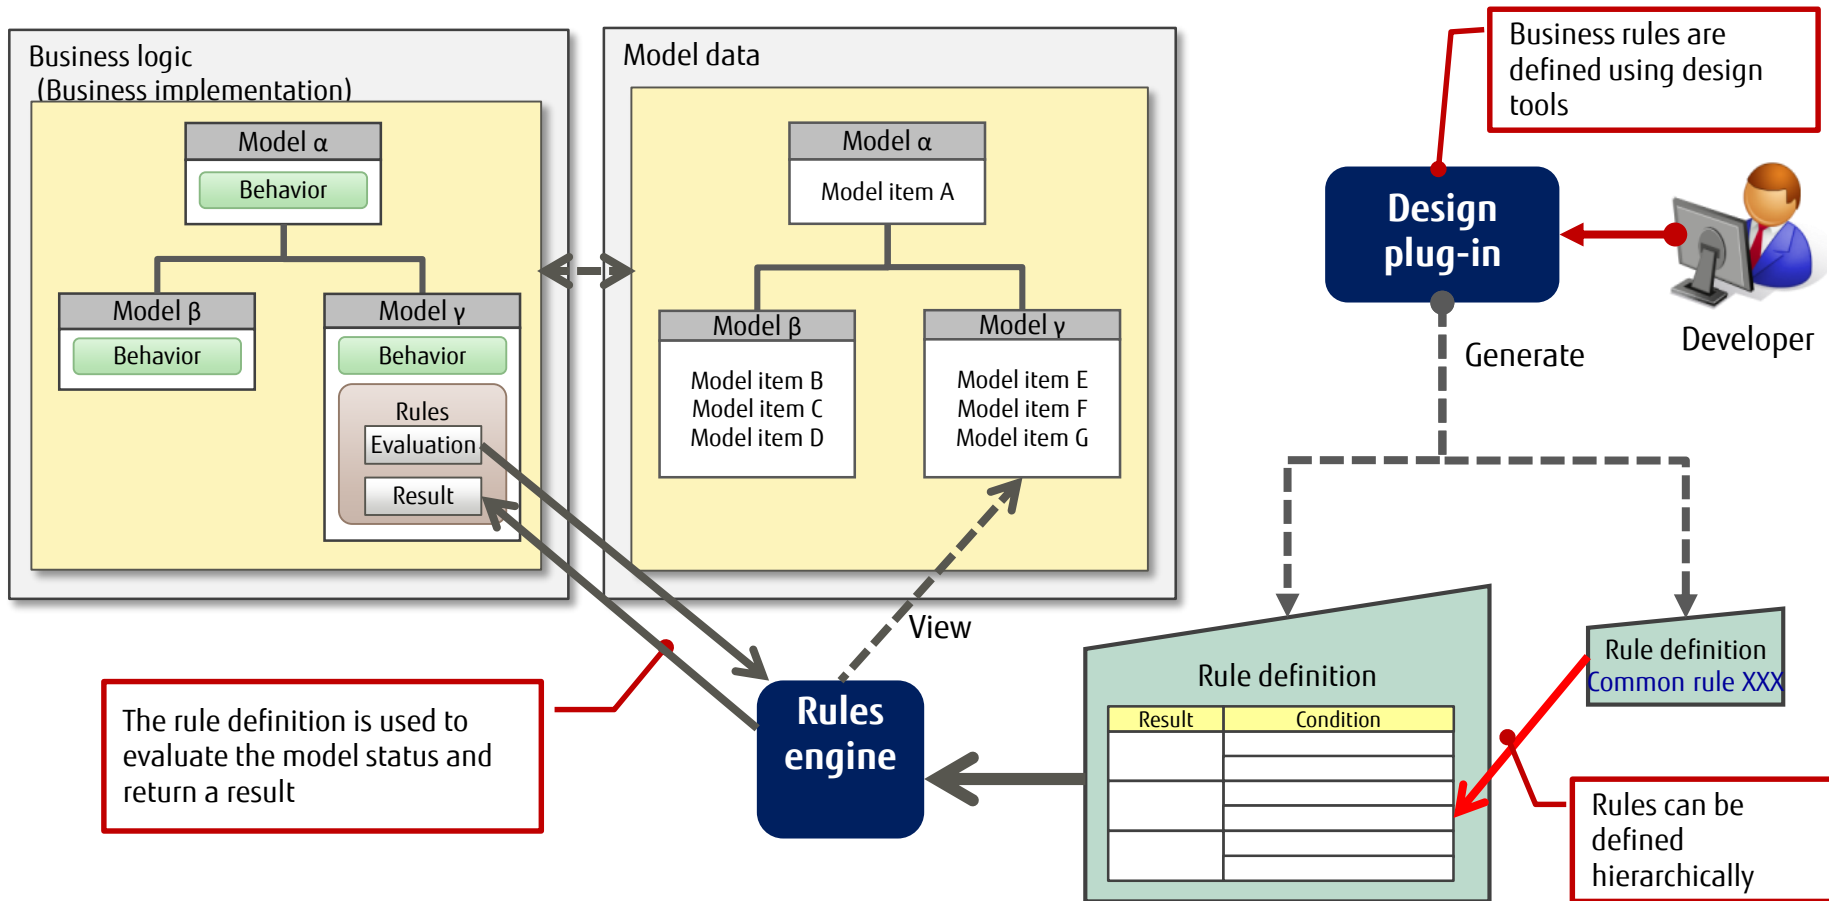 Business logic
(Business implementation)
Model α
Behavior
Model β
Behavior
Model γ
Behavior
Rules
Evaluation
Result
Model data
Model α
Model item A
Model β
Model item B
Model item C
Model item D
Model γ
Model item E
Model item F
Model item G
Business rules are
defined using design
tools
Design
plug-in
Developer
Generate
View
The rule definition is used to
evaluate the model status and
return a result
Rules
engine
Rule definition
Result Condition
Rule definition
Common rule XXX
Rules can be
defined
hierarchically